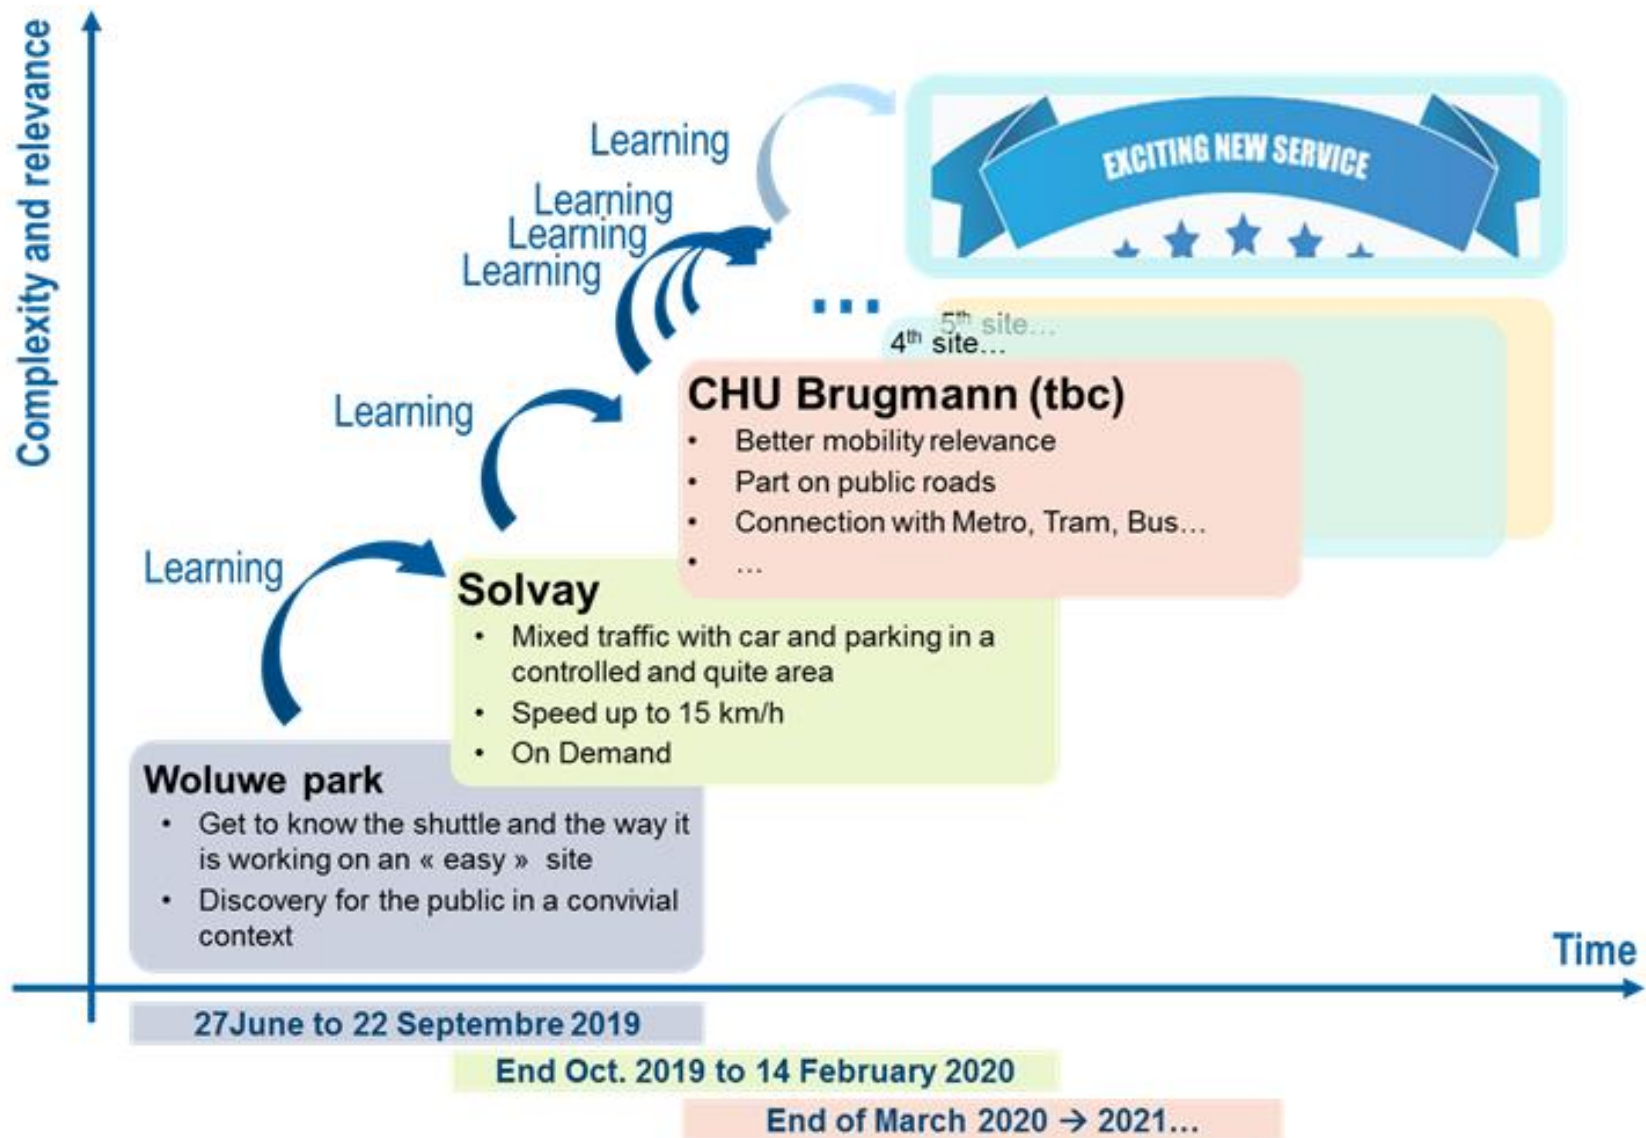 Complexity and relevance
Learning
EXCITING NEW SERVICE
Learning
Learning
Learning
...
5th site...
4th site...
CHU Brugmann (tbc)
• Better mobility relevance
• Part on public roads
• Connection with Metro, Tram, Bus...
• ...
Learning
Learning
Solvay
• Mixed traffic with car and parking in a
controlled and quite area
• Speed up to 15 km/h
• On Demand
Woluwe park
• Get to know the shuttle and the way it
is working on an « easy » site
• Discovery for the public in a convivial
context
Time
27June to 22 Septembre 2019
End Oct. 2019 to 14 February 2020
End of March 2020 → 2021...